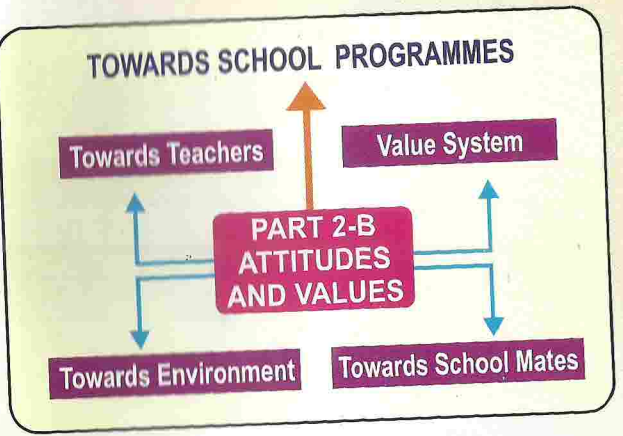 TOWARDS SCHOOL PROGRAMMES
Towards Teachers
Value System
PART 2-B
ATTITUDES
AND VALUES
Towards Environment
Towards School Mates